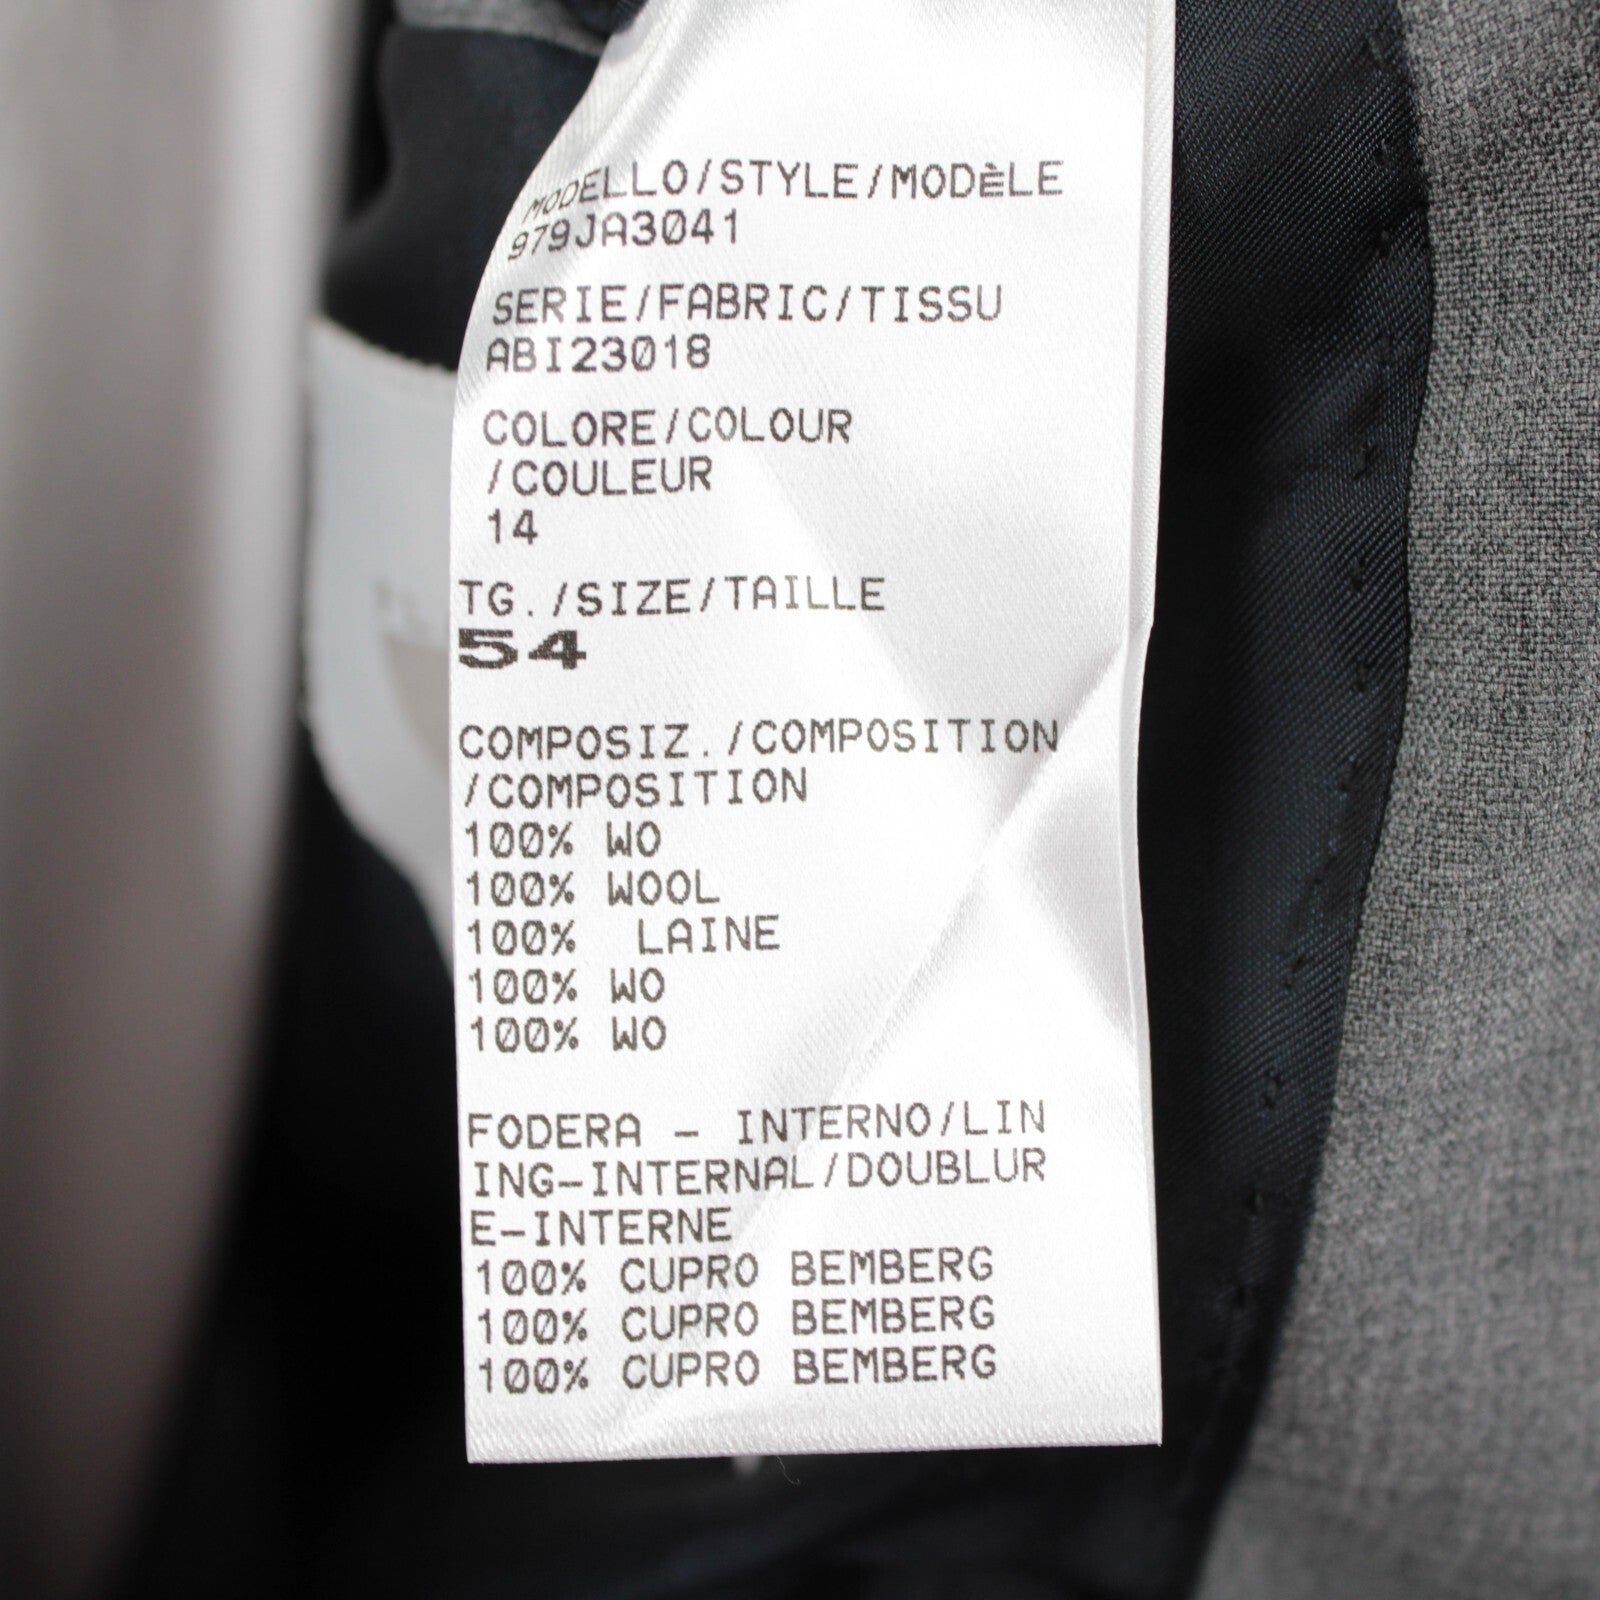 MODELLO/STYLE/MODÈLE
979JA3041
SERIE/FABRIC/TISSU
ABI23018
COLORE/COLOUR
/COULEUR
14
TG./SIZE/TAILLE
54
COMPOSIZ./COMPOSITION
/COMPOSITION
100% WO
100% WOOL
100% LAINE
100% WO
100% WO
FODERA - INTERNO/LIN
ING-INTERNAL/DOUBLUR
E-INTERNE
100% CUPRO BEMBERG
100% CUPRO BEMBERG
100% CUPRO BEMBERG